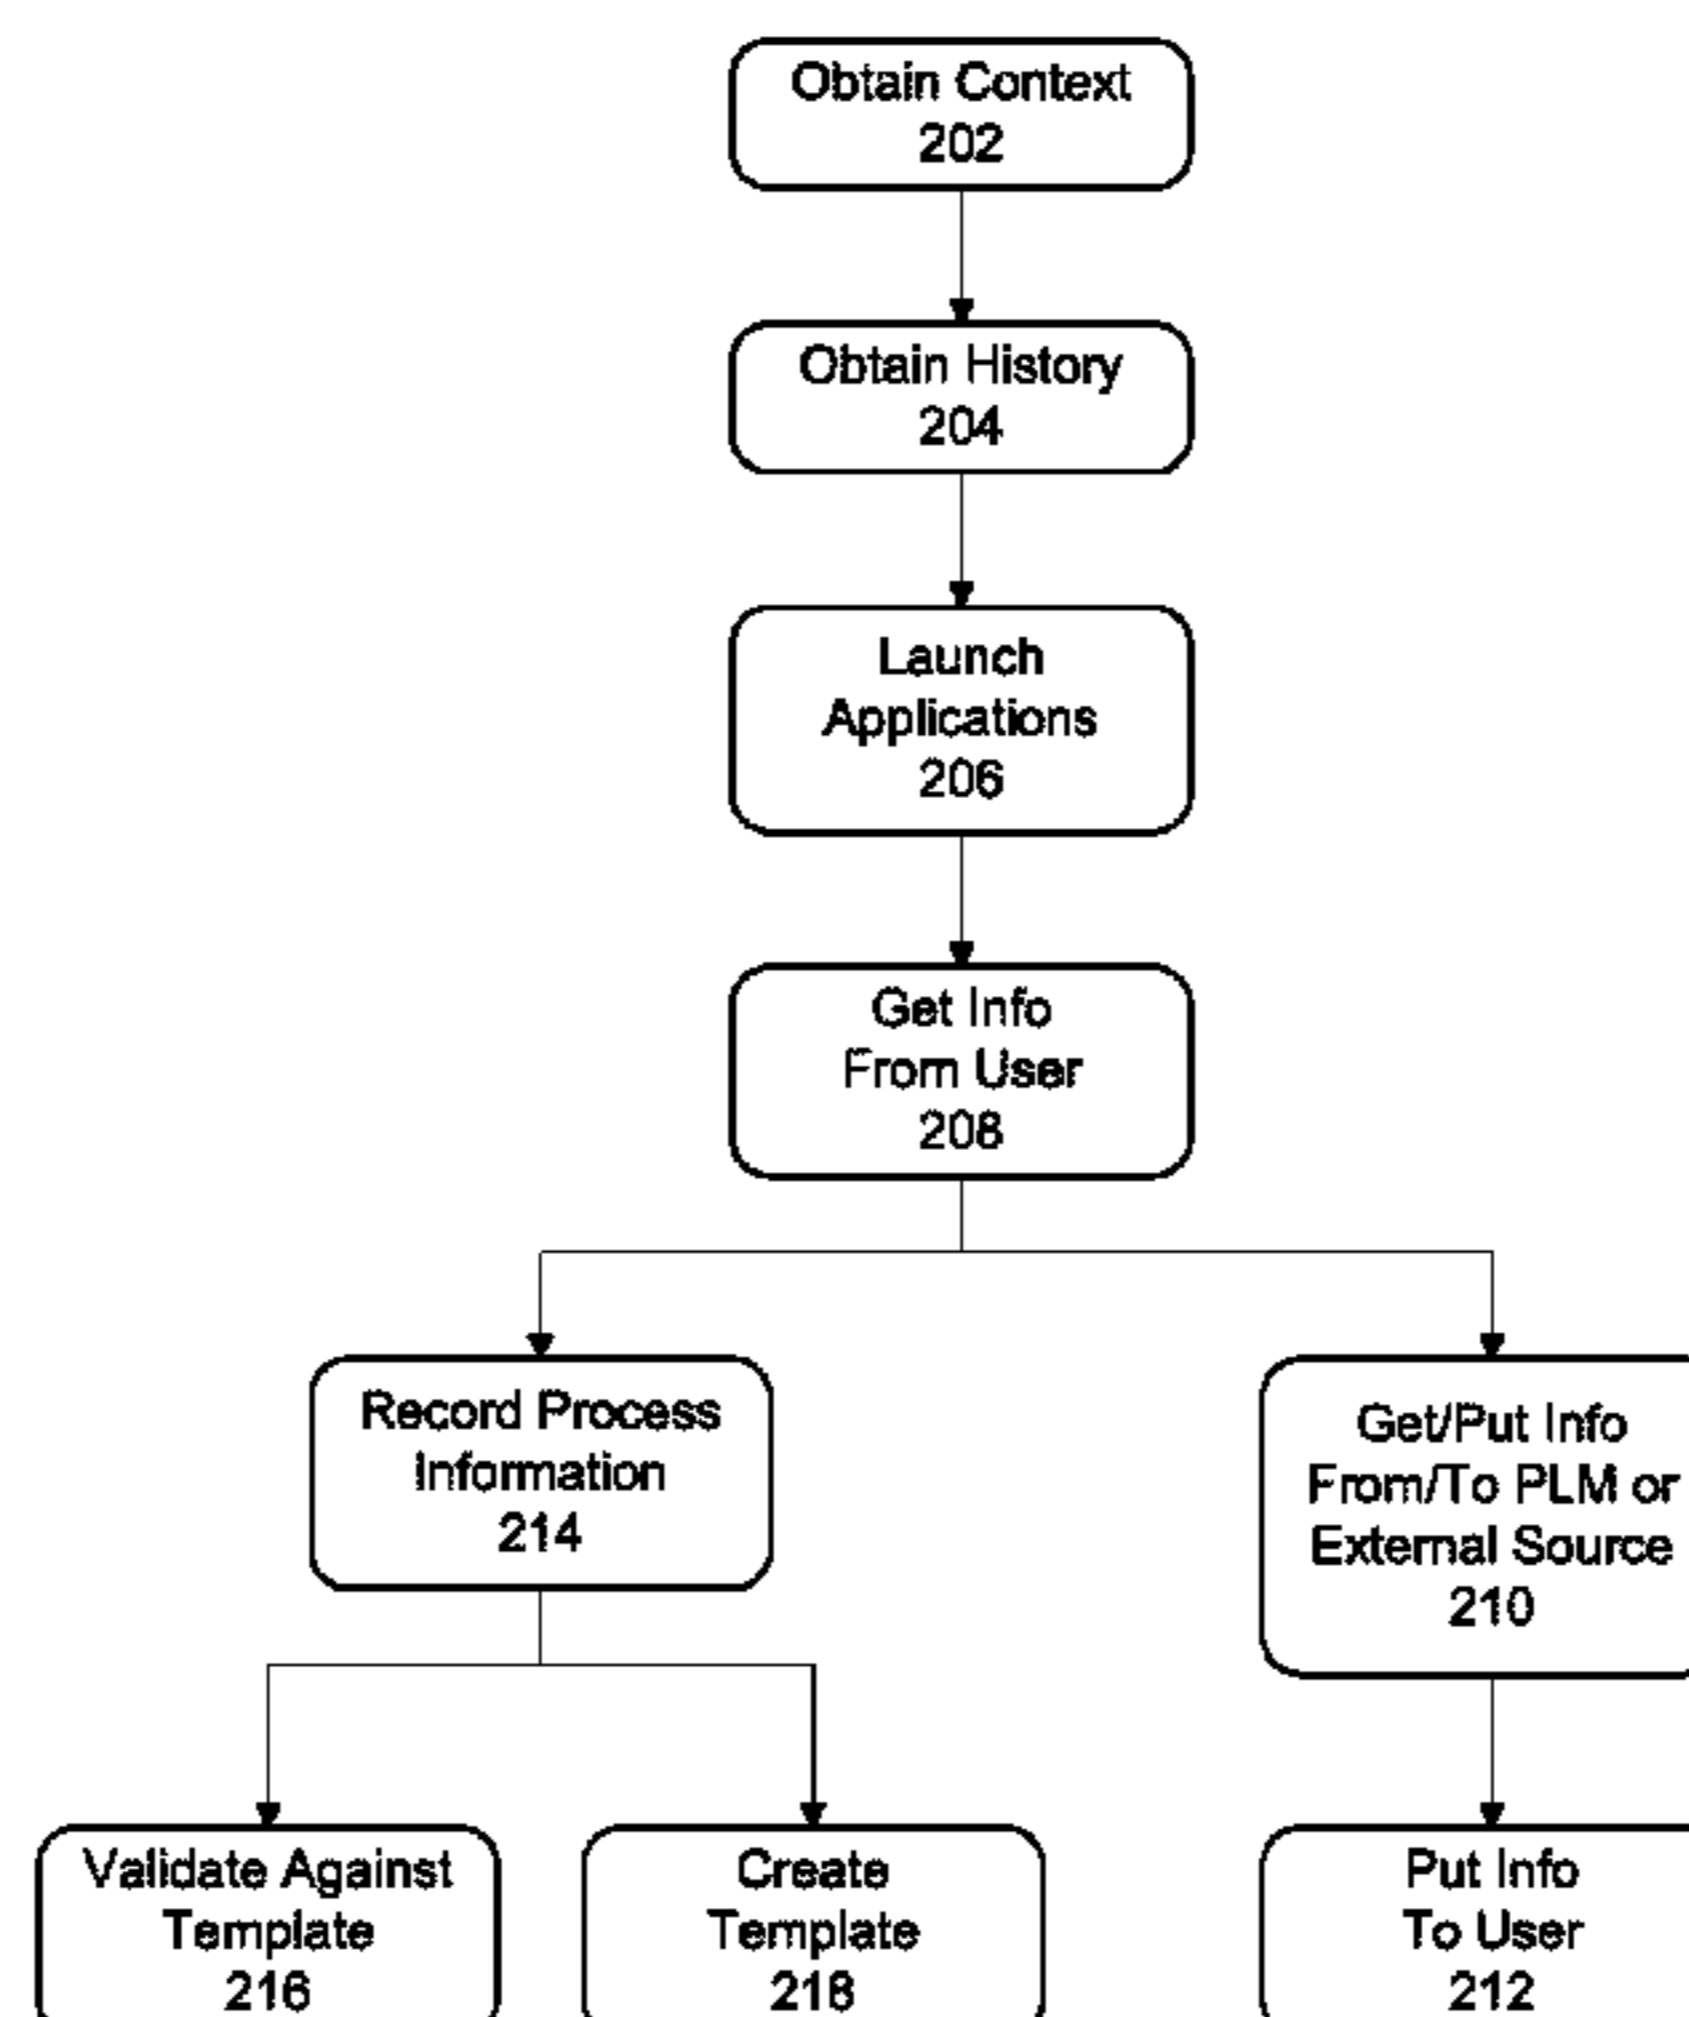 Obtain Context
202
Obtain History
204
Launch
Applications
206
Get Info
From User
208
Record Process
Information
214
Get/Put Info
From/To PLM or
External Source
210
Validate Against
Template
216
Create
Template
218
Put Info
To User
212